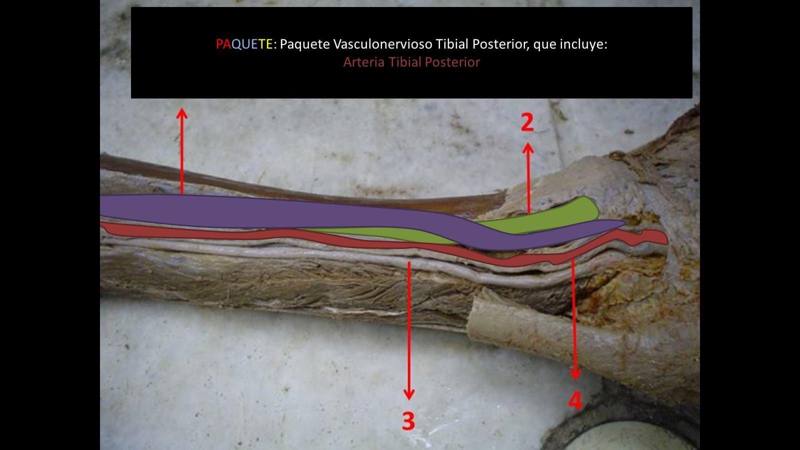 PAQUETE: Paquete Vasculonervioso Tibial Posterior, que incluye:
Arteria Tibial Posterior
2
3
4